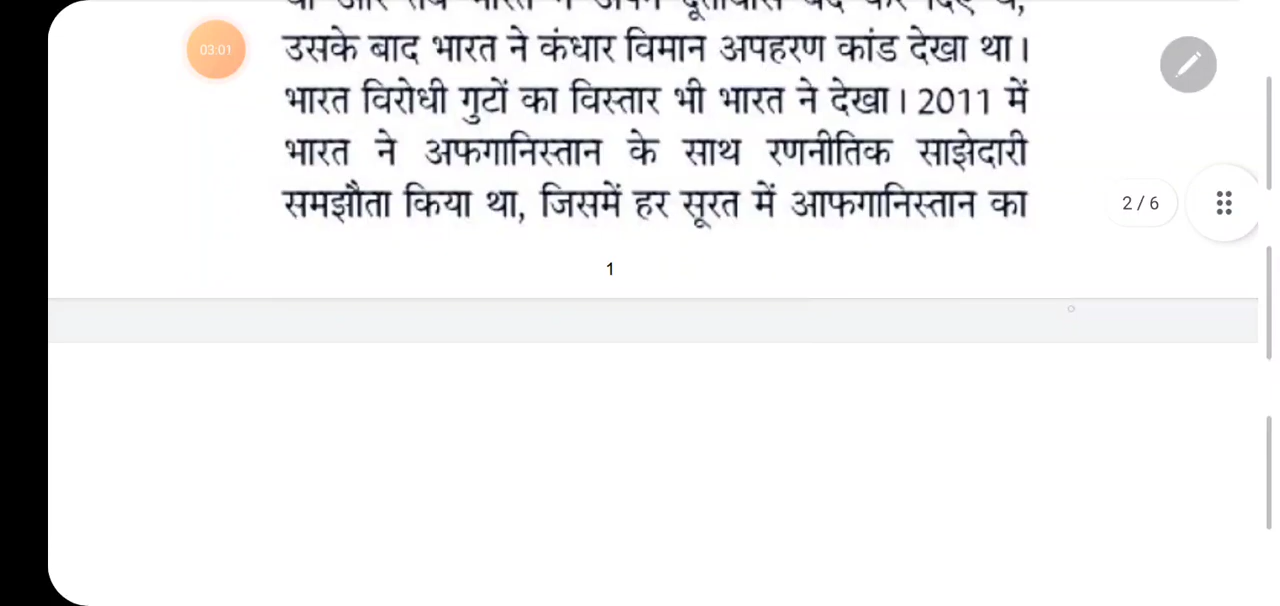 03:01
उसके बाद भारत ने कंधार विमान अपहरण कांड देखा था।
भारत विरोधी गुटों का विस्तार भी भारत ने देखा। 2011 में
भारत ने अफगानिस्तान के साथ रणनीतिक साझेदारी
समझौता किया था, जिसमें हर सूरत में आफगानिस्तान का
2 / 6
1